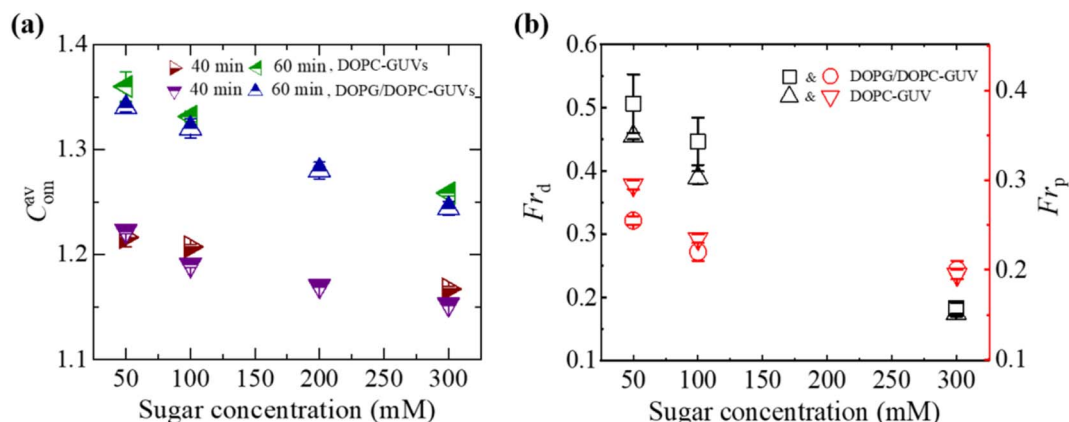 (a)
1.4
1.3
1.2
1.1
C_om^av
40 min 60 min , DOPC-GUVs
40 min 60 min , DOPG/DOPC-GUVs
50 100 150 200 250 300
Sugar concentration (mM)
(b)
0.6
0.5
0.4
0.3
0.2
0.1
Fr_d
& DOPG/DOPC-GUV
& DOPC-GUV
0.4
0.3
0.2
0.1
Fr_p
50 100 150 200 250 300
Sugar concentration (mM)